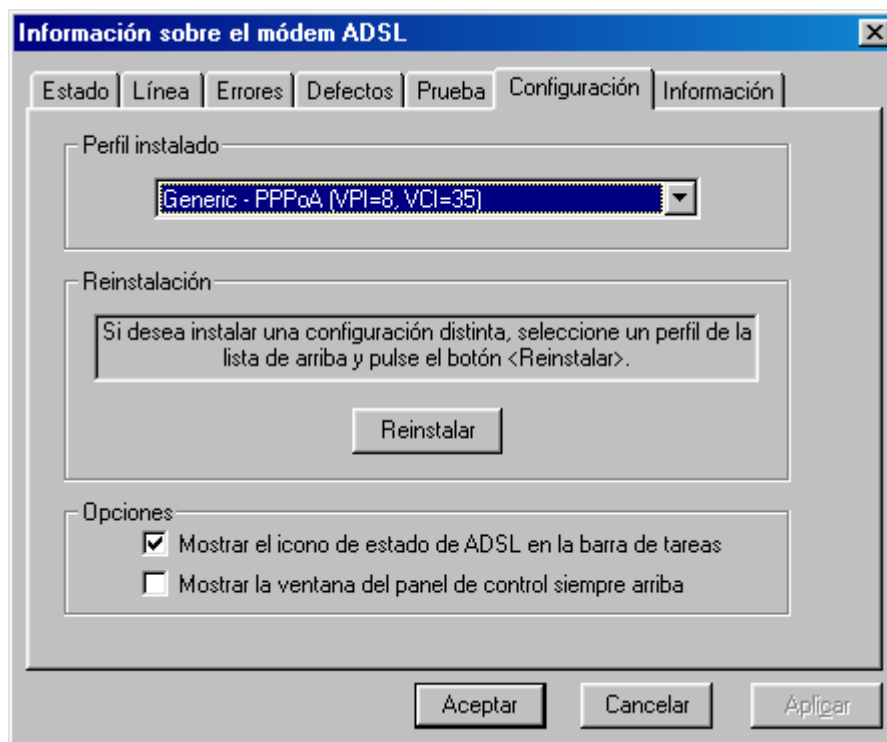 Información sobre el módem ADSL
Estado Línea Errores Defectos Prueba Configuración Información
Perfil instalado
Generic - PPPoA (VPI=8, VCI=35)
Reinstalación
Si desea instalar una configuración distinta, seleccione un perfil de la
lista de arriba y pulse el botón <Reinstalar>.
Reinstalar
Opciones
Mostrar el icono de estado de ADSL en la barra de tareas
Mostrar la ventana del panel de control siempre arriba
Aceptar Cancelar Aplicar